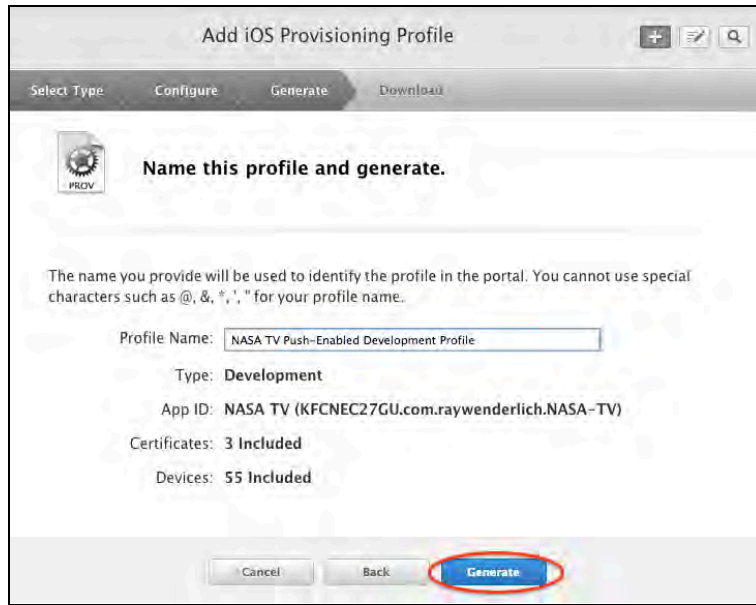 Add iOS Provisioning Profile
Select Type Configure Generate Download
PROV
Name this profile and generate.
The name you provide will be used to identify the profile in the portal. You cannot use special
characters such as @, &, *, ', " for your profile name.
Profile Name: NASA TV Push-Enabled Development Profile
Type: Development
App ID: NASA TV (KFCNEC27GU.com.raywenderlich.NASA-TV)
Certificates: 3 Included
Devices: 55 Included
Cancel Back Generate